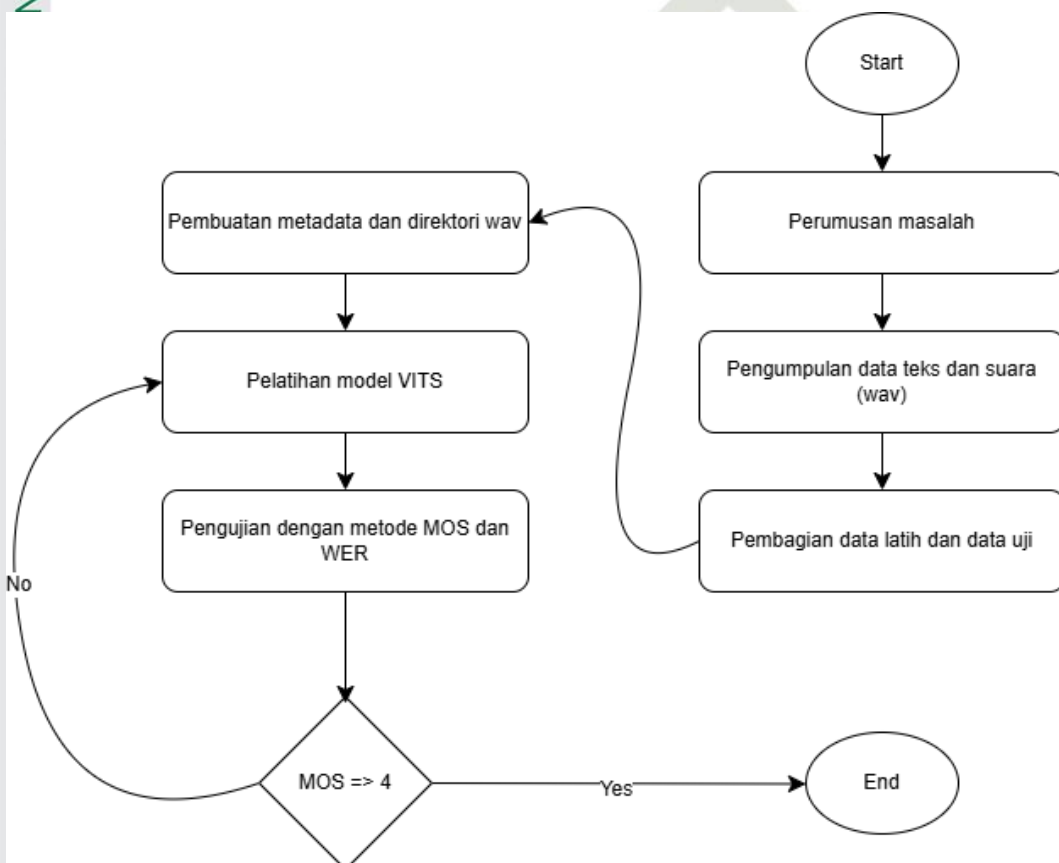 Start
Perumusan masalah
Pengumpulan data teks dan suara
(wav)
Pembagian data latih dan data uji
Pembuatan metadata dan direktori wav
Pelatihan model VITS
Pengujian dengan metode MOS dan
WER
MOS => 4
No
Yes
End